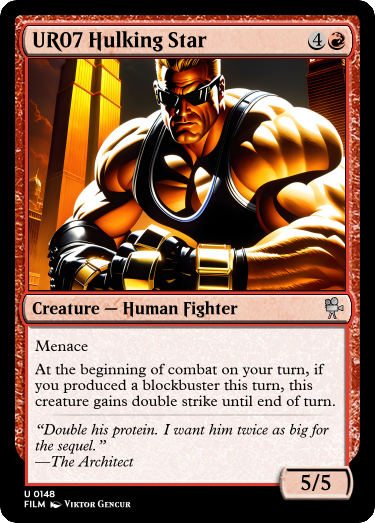 UR07 Hulking Star 4
Creature — Human Fighter
Menace
At the beginning of combat on your turn, if
you produced a blockbuster this turn, this
creature gains double strike until end of turn.
“Double his protein. I want him twice as big for
the sequel.”
—The Architect
5/5
U 0148
FILM Viktor Gencur